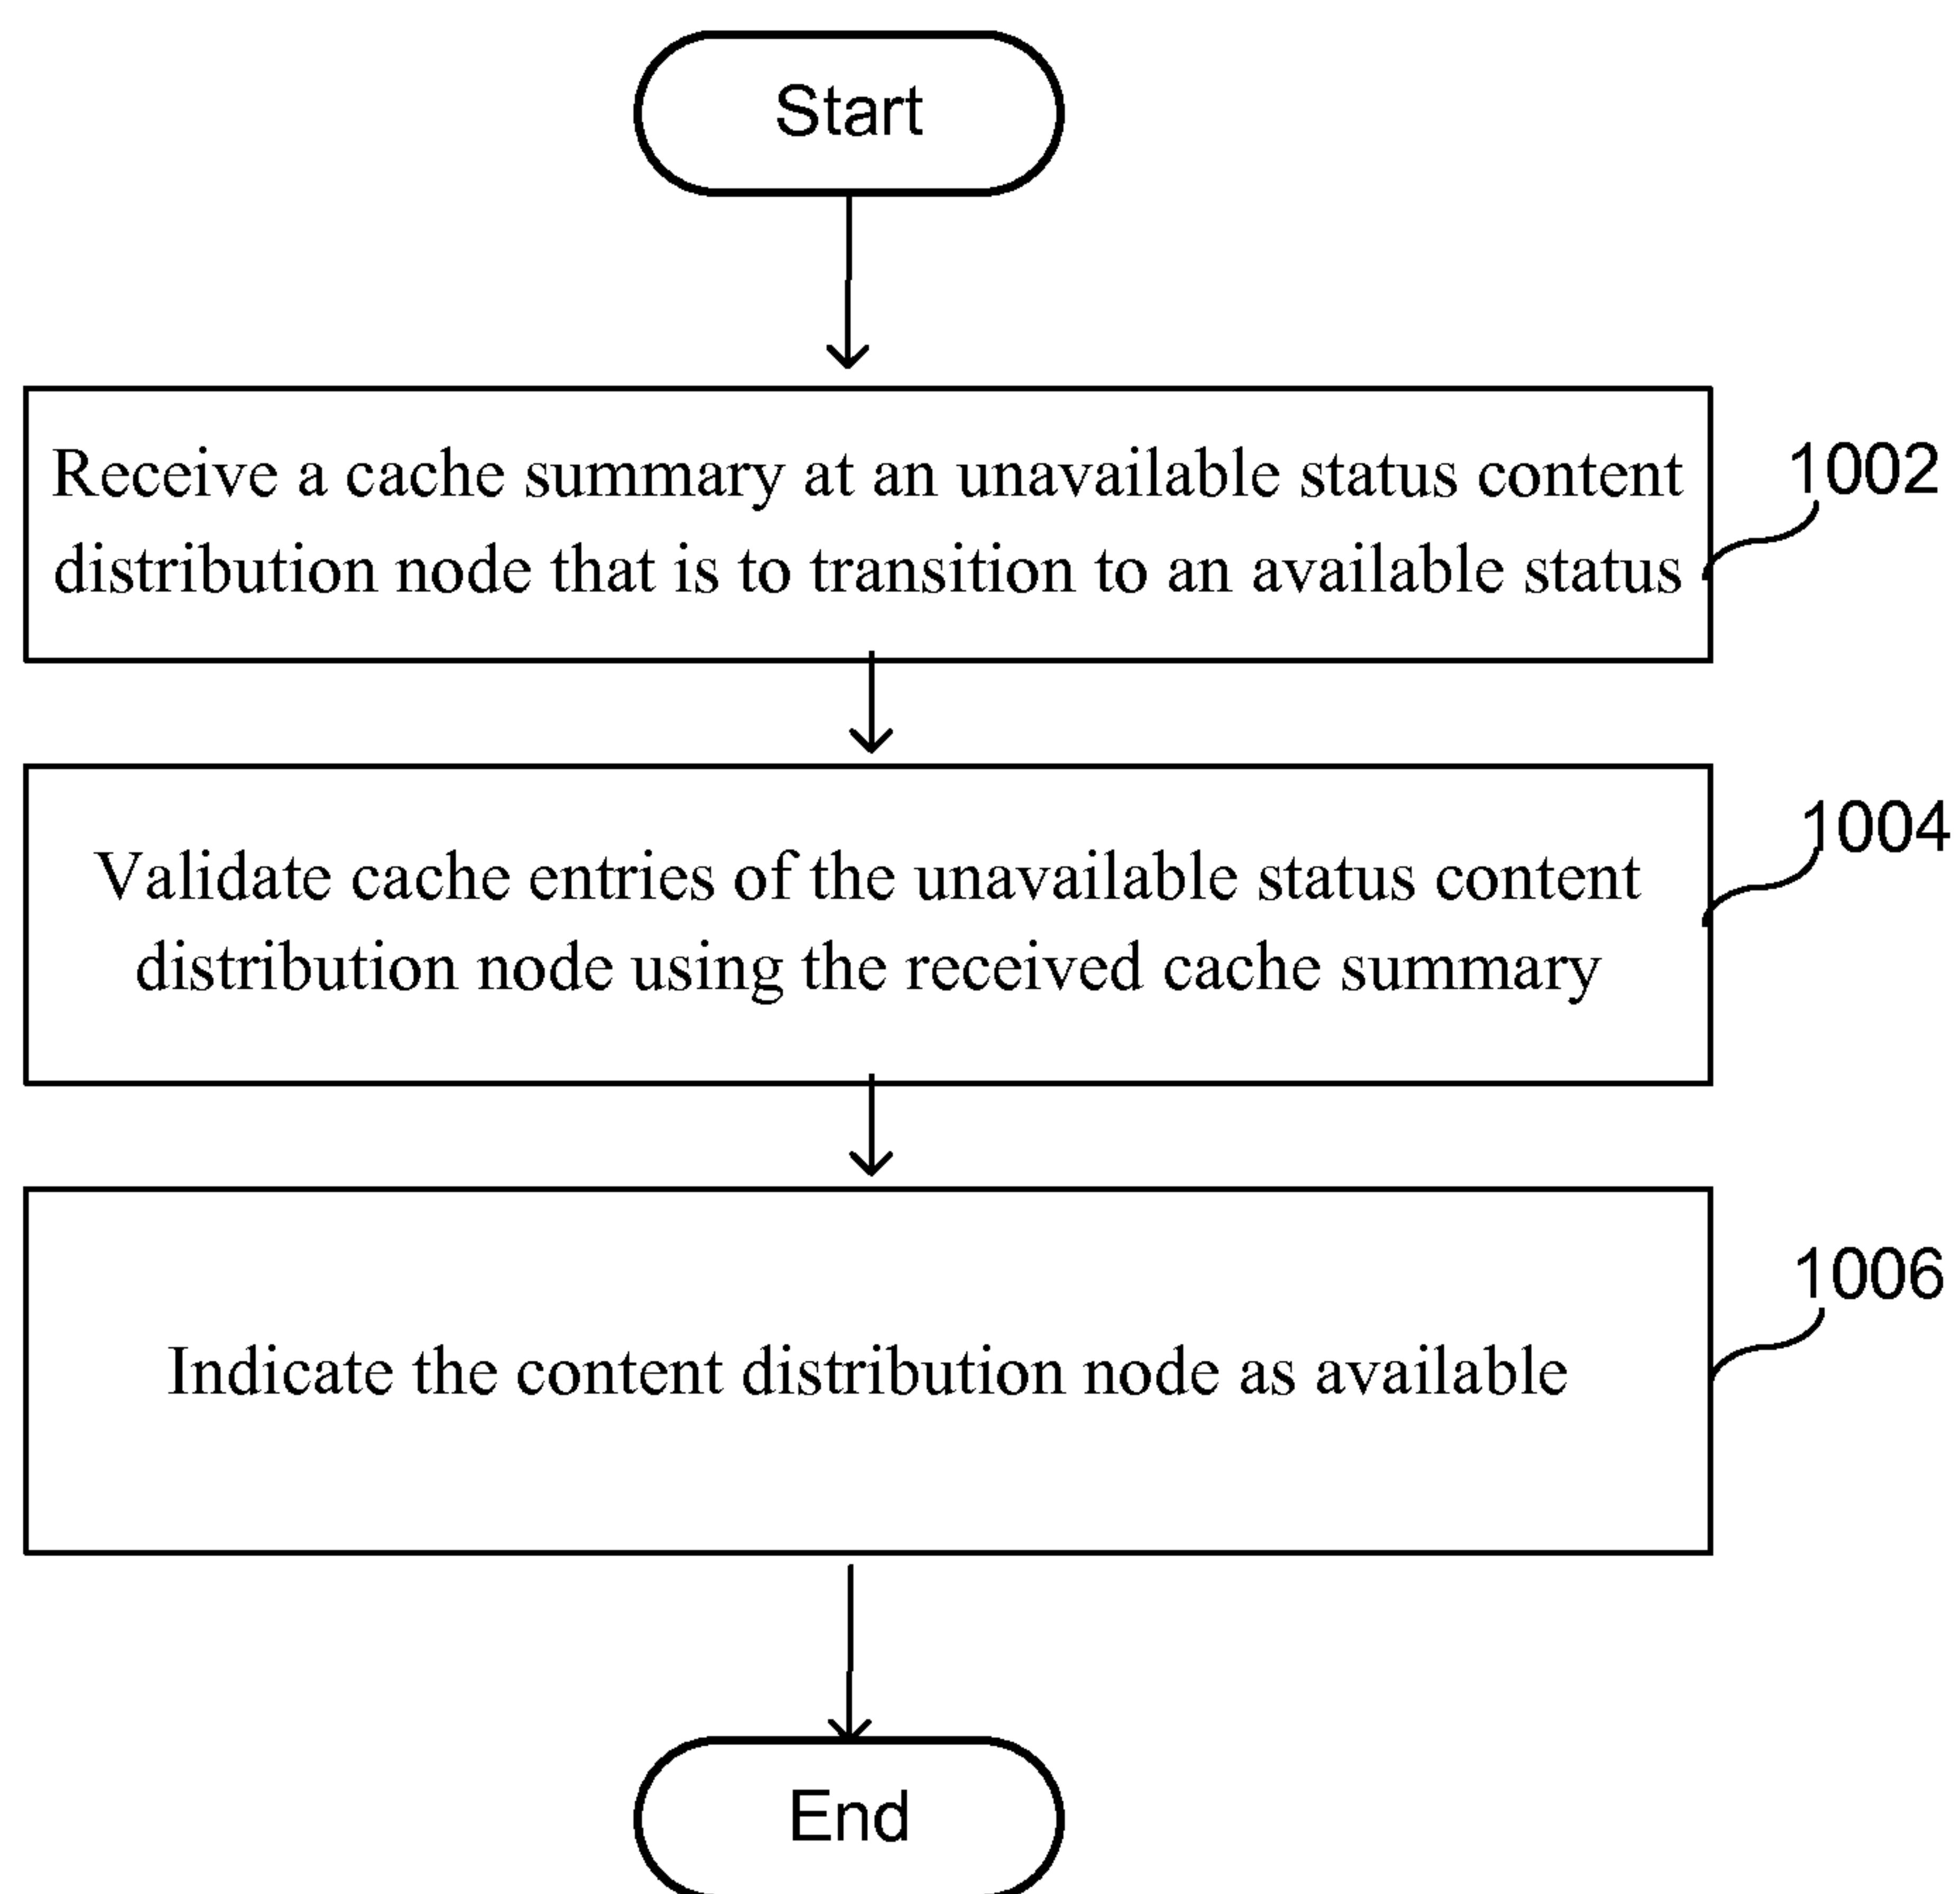 Start
Receive a cache summary at an unavailable status content
distribution node that is to transition to an available status
1002
Validate cache entries of the unavailable status content
distribution node using the received cache summary
1004
Indicate the content distribution node as available
1006
End